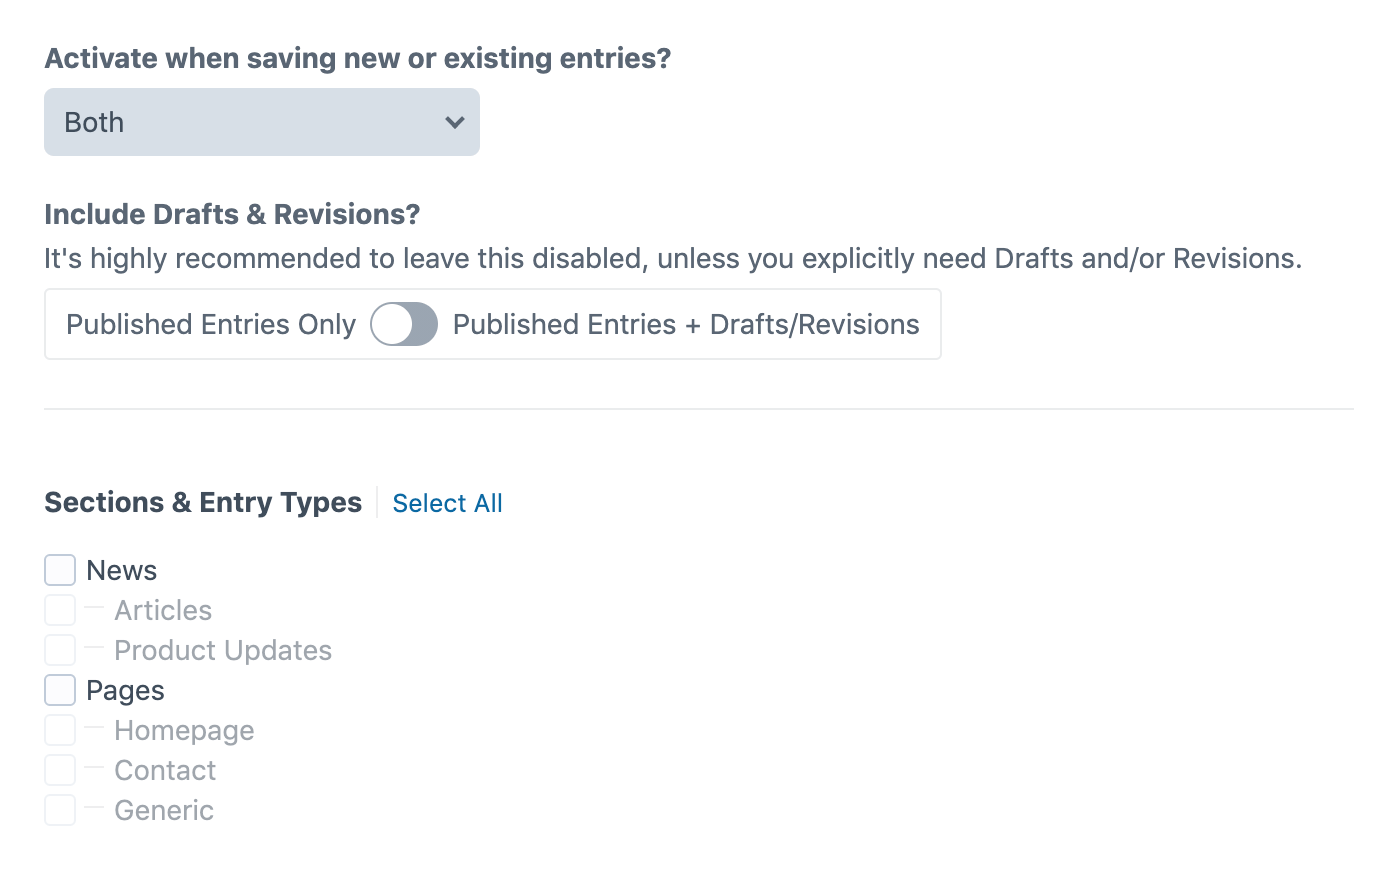 Activate when saving new or existing entries?
Both
Include Drafts & Revisions?
It's highly recommended to leave this disabled, unless you explicitly need Drafts and/or Revisions.
Published Entries Only Published Entries + Drafts/Revisions
Sections & Entry Types Select All
News
Articles
Product Updates
Pages
Homepage
Contact
Generic